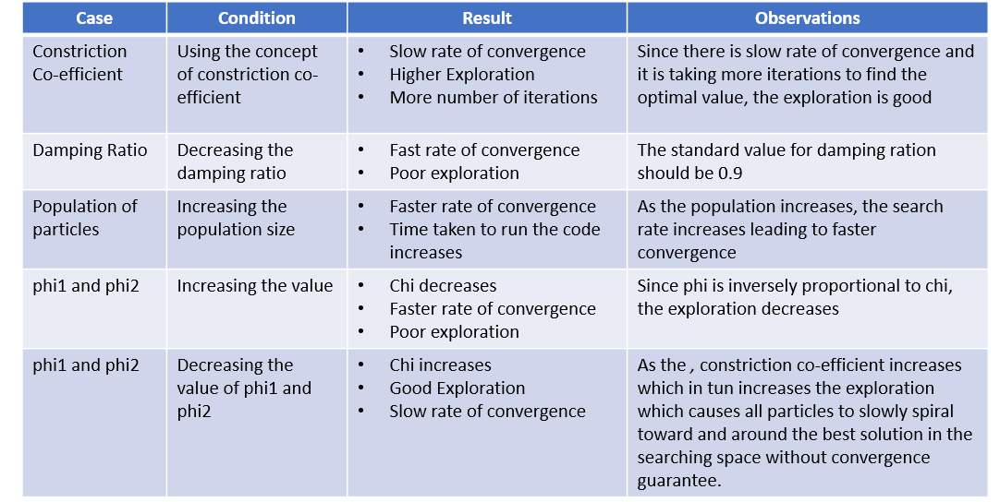 Case Condition Result Observations
Constriction
Co-efficient
Using the concept
of constriction co-
efficient
• Slow rate of convergence
• Higher Exploration
• More number of iterations
Since there is slow rate of convergence and
it is taking more iterations to find the
optimal value, the exploration is good
Damping Ratio
Decreasing the
damping ratio
• Fast rate of convergence
• Poor exploration
The standard value for damping ration
should be 0.9
Population of
particles
Increasing the
population size
• Faster rate of convergence
• Time taken to run the code
increases
As the population increases, the search
rate increases leading to faster
convergence
phi1 and phi2
Increasing the value
• Chi decreases
• Faster rate of convergence
• Poor exploration
Since phi is inversely proportional to chi,
the exploration decreases
phi1 and phi2
Decreasing the
value of phi1 and
phi2
• Chi increases
• Good Exploration
• Slow rate of convergence
As the , constriction co-efficient increases
which in tun increases the exploration
which causes all particles to slowly spiral
toward and around the best solution in the
searching space without convergence
guarantee.